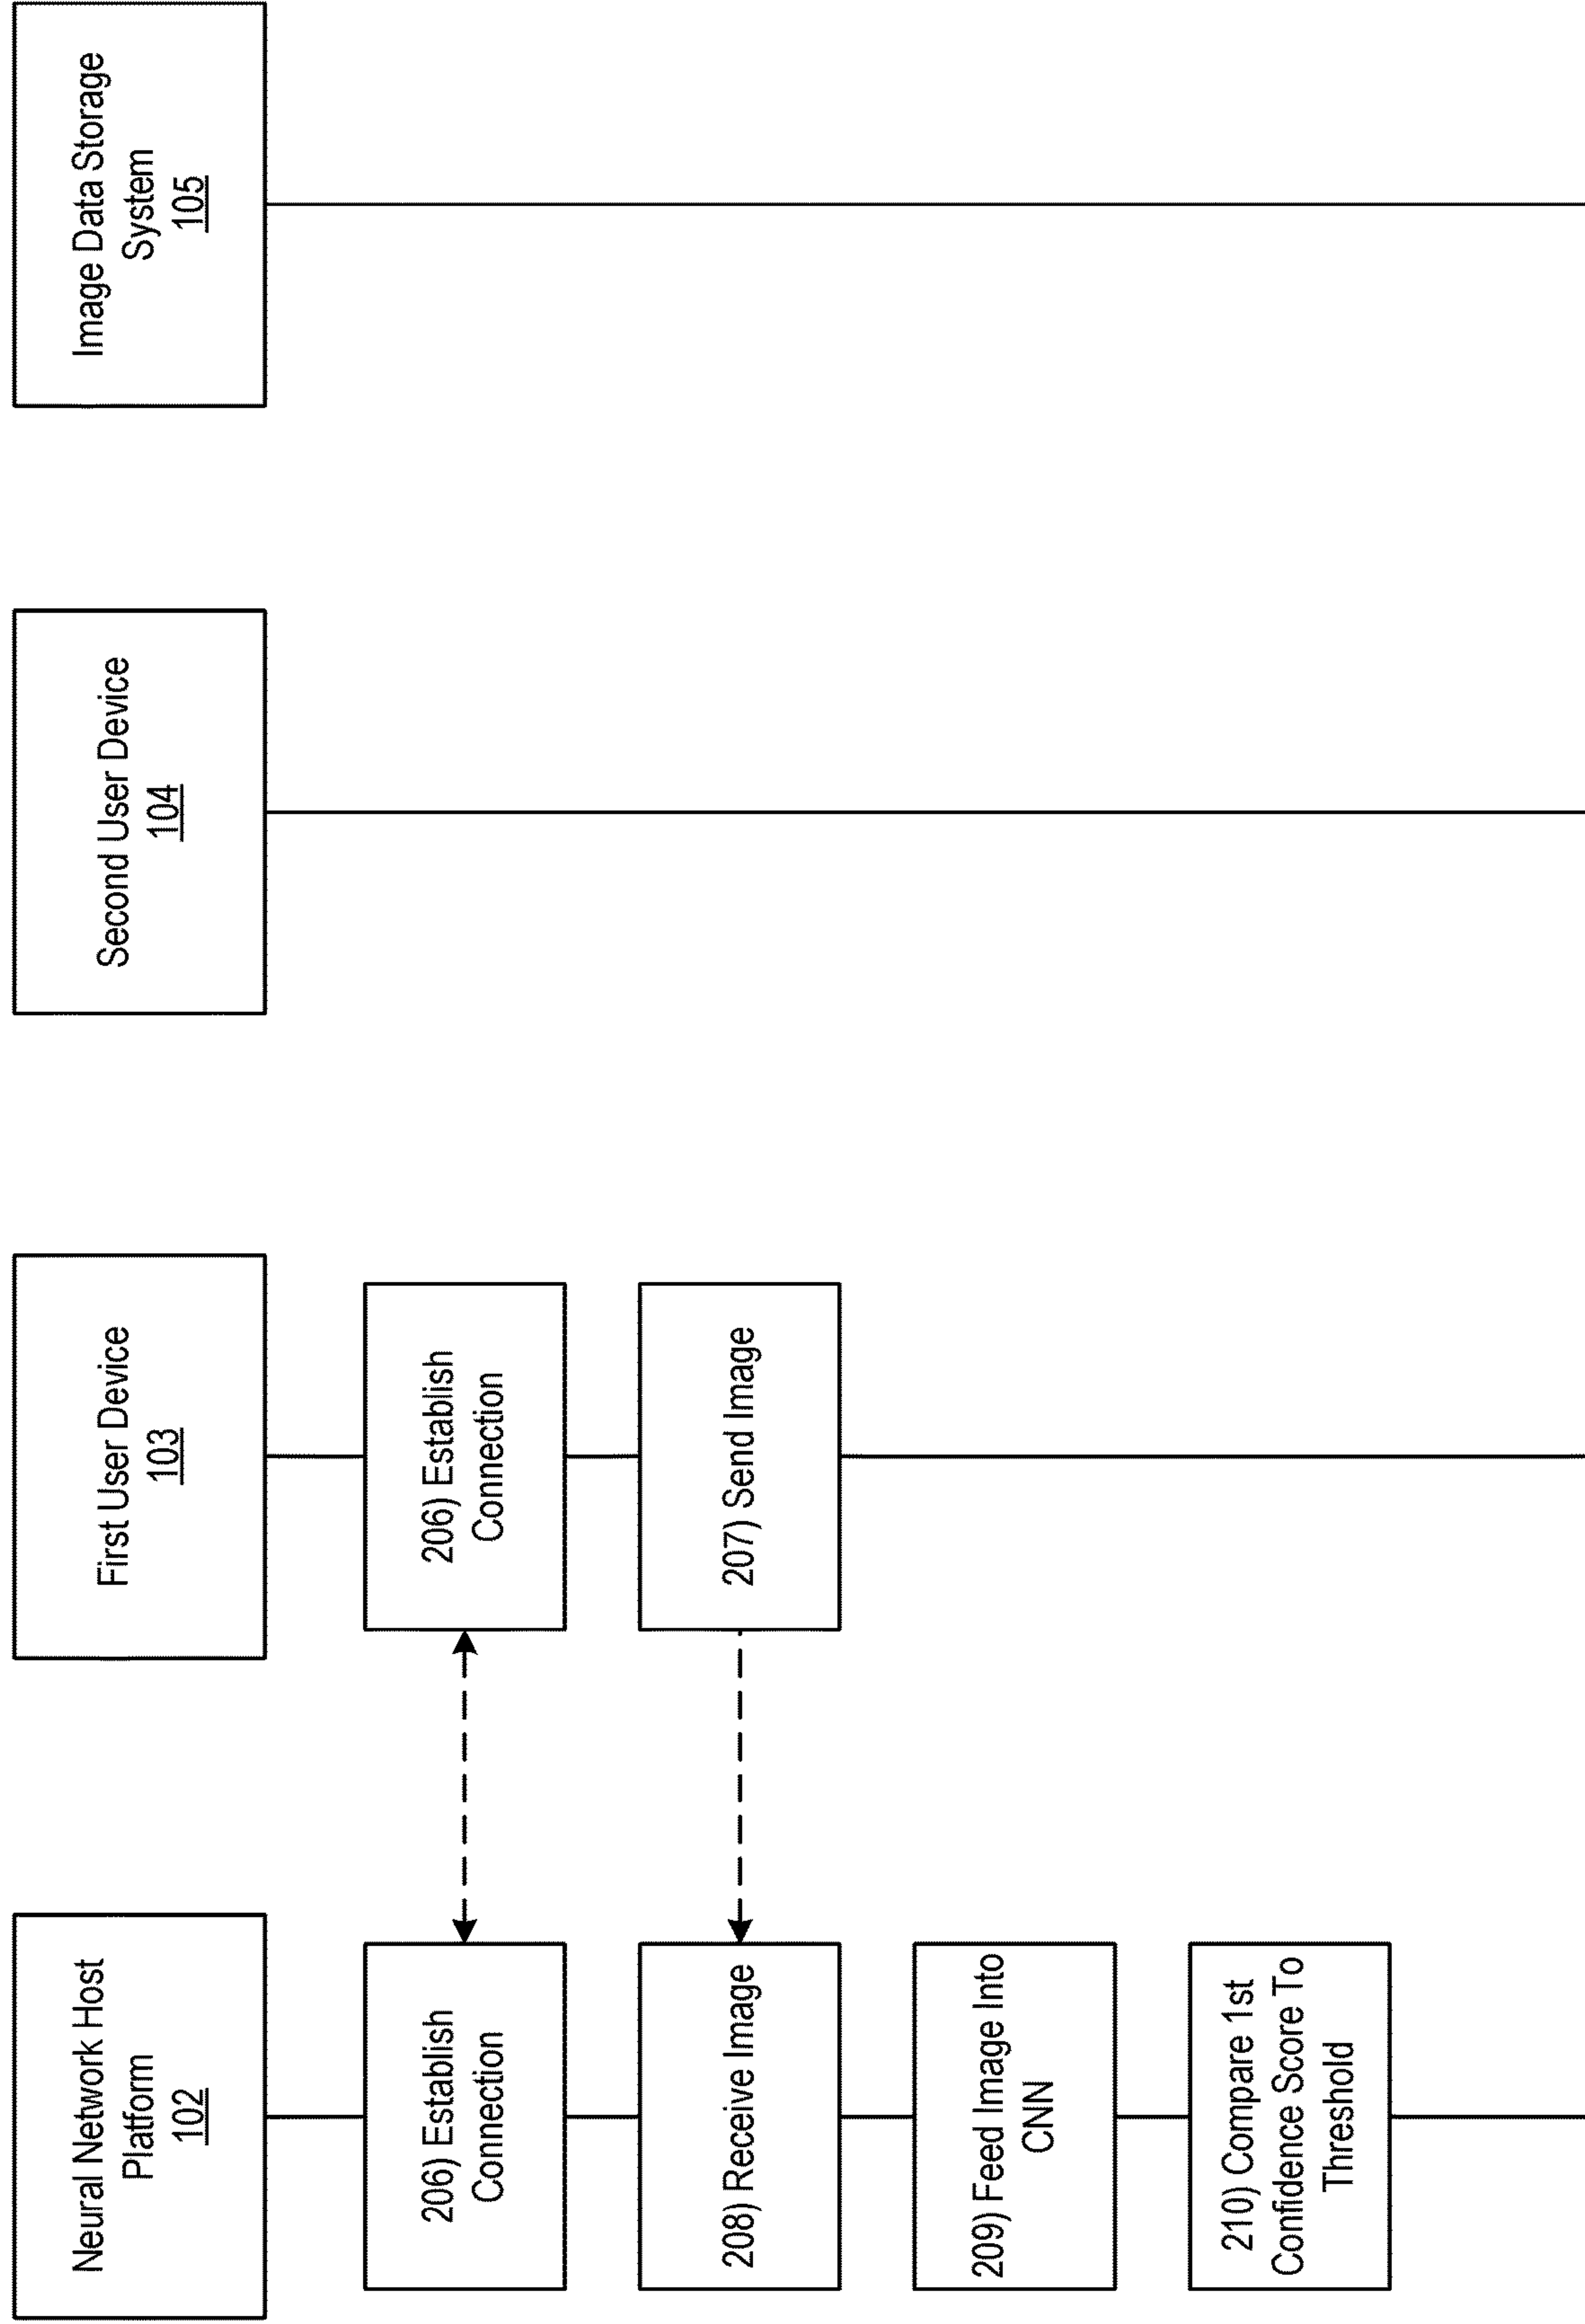 Neural Network Host
Platform
102
First User Device
103
Second User Device
104
Image Data Storage
System
105
206) Establish
Connection
206) Establish
Connection
208) Receive Image
207) Send Image
209) Feed Image Into
CNN
210) Compare 1st
Confidence Score To
Threshold